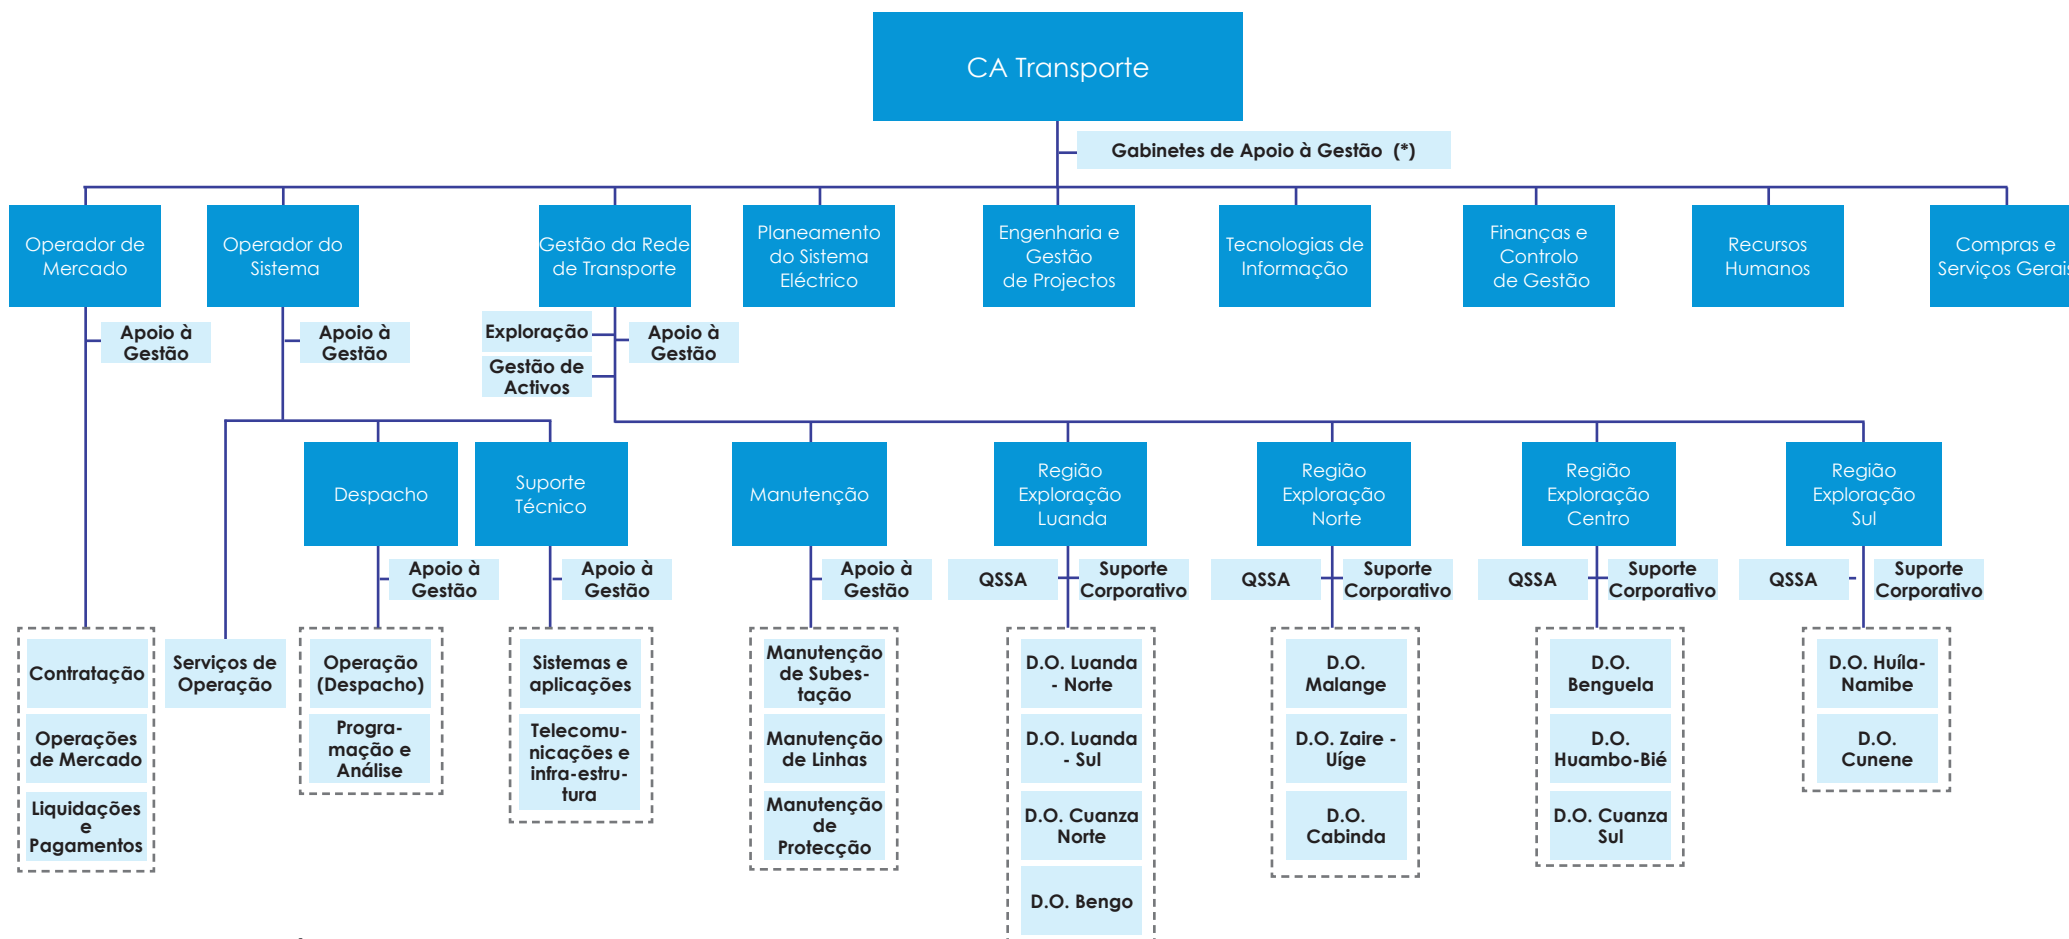 CA Transporte
Gabinetes de Apoio à Gestão (*)
Operador de
Mercado
Operador do
Sistema
Gestão da Rede
de Transporte
Planeamento
do Sistema
Eléctrico
Engenharia e
Gestão
de Projectos
Tecnologias de
Informação
Finanças e
Controlo
de Gestão
Recursos
Humanos
Compras e
Serviços Gerais
Apoio à
Gestão
Apoio à
Gestão
Exploração
Gestão de
Activos
Apoio à
Gestão
Despacho
Suporte
Técnico
Manutenção
Região
Exploração
Luanda
Região
Exploração
Norte
Região
Exploração
Centro
Região
Exploração
Sul
Apoio à
Gestão
Apoio à
Gestão
Apoio à
Gestão
QSSA
Suporte
Corporativo
QSSA
Suporte
Corporativo
QSSA
Suporte
Corporativo
QSSA
Suporte
Corporativo
Contratação
Operações
de Mercado
Liquidações
e
Pagamentos
Serviços de
Operação
Operação
(Despacho)
Progra-
mação e
Análise
Sistemas e
aplicações
Telecomu-
nicações e
infra-estru-
tura
Manutenção
de Subes-
tação
Manutenção
de Linhas
Manutenção
de
Protecção
D.O. Luanda
- Norte
D.O. Luanda
- Sul
D.O. Cuanza
Norte
D.O. Bengo
D.O.
Malange
D.O. Zaire -
Uíge
D.O.
Cabinda
D.O.
Benguela
D.O.
Huambo-Bié
D.O. Cuanza
Sul
D.O. Huíla-
Namibe
D.O.
Cunene